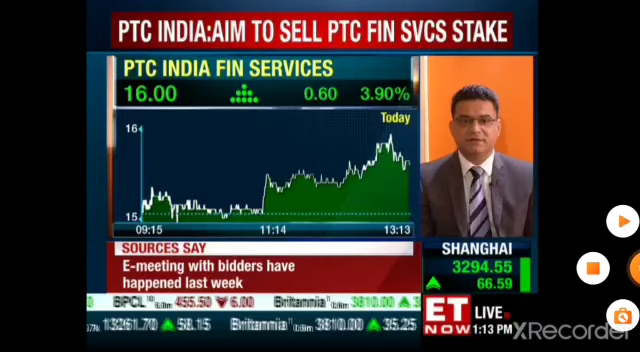 PTC INDIA:AIM TO SELL PTC FIN SVCS STAKE
PTC INDIA FIN SERVICES
16.00 0.60 3.90%
Today
16
15
09:15 11:14 13:13
SOURCES SAY
E-meeting with bidders have
happened last week
SHANGHAI
3294.55
66.59
BPCL 455.50 6.00 Britannia 3810.00
13261.70 58.15 Britannia 3810.00 35.25
ET
NOW
LIVE
1:13 PM
XRecorder